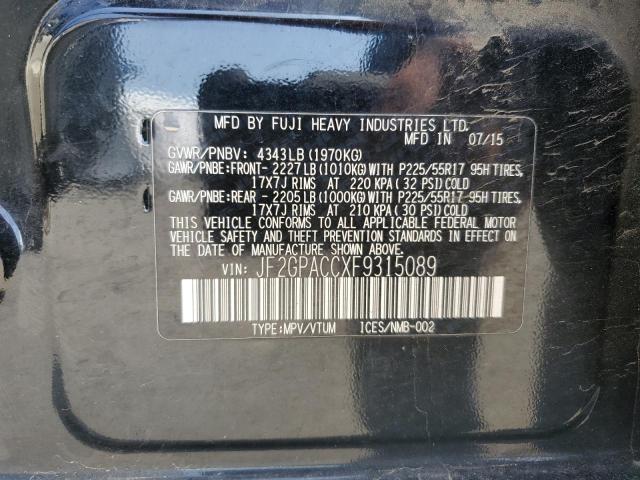 MFD BY FUJI HEAVY INDUSTRIES LTD.
MFD IN 07/15
GVWR/PNBV: 4343LB(1970KG)
GAWR/PNBE:FRONT- 2227LB(1010KG)WITH P225/55R17 95H TIRES,
17X7J RIMS AT 220 KPA(32 PSI)COLD
GAWR/PNBE:REAR - 2205LB(1000KG)WITH P225/55R17 95H TIRES,
17X7J RIMS AT 210 KPA(30 PSI)COLD
THIS VEHICLE CONFORMS TO ALL APPLICABLE FEDERAL MOTOR
VEHICLE SAFETY AND THEFT PREVENTION STANDARDS IN EFFECT ON
THE DATE OF MANUFACTURE SHOWN ABOVE.
VIN: JF2GPACCXF9315089
TYPE:MPV/VTUM ICES/NMB-002